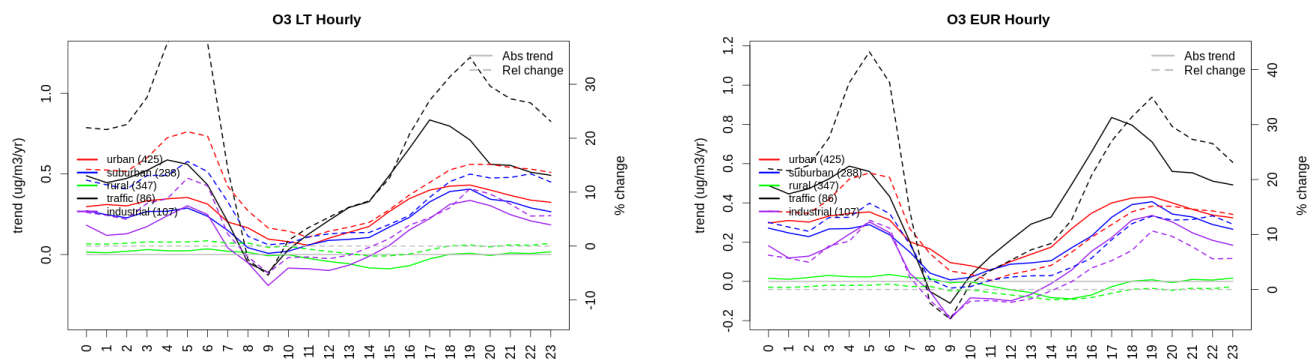 O3 LT Hourly
Abs trend
Rel change
urban (425)
suburban (288)
rural (347)
traffic (86)
industrial (107)
trend (ug/m3/yr)
0.0 0.5 1.0
% change
-10 0 10 20 30
0 1 2 3 4 5 6 7 8 9 10 11 12 13 14 15 16 17 18 19 20 21 22 23
O3 EUR Hourly
Abs trend
Rel change
urban (425)
suburban (288)
rural (347)
traffic (86)
industrial (107)
trend (ug/m3/yr)
-0.2 0.0 0.2 0.4 0.6 0.8 1.0 1.2
% change
0 10 20 30 40
0 1 2 3 4 5 6 7 8 9 10 11 12 13 14 15 16 17 18 19 20 21 22 23